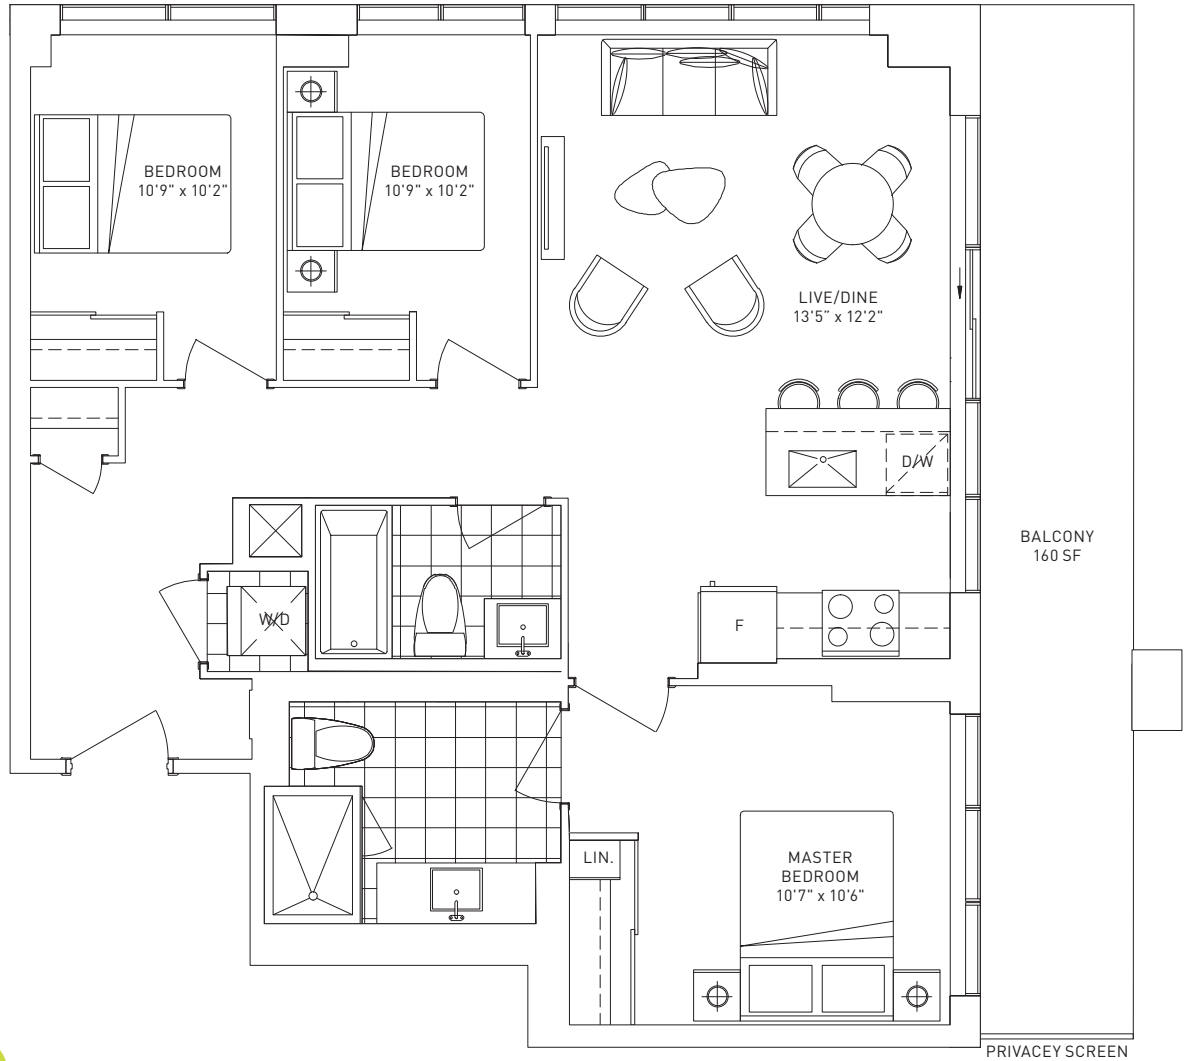 BEDROOM
10'9" x 10'2"
BEDROOM
10'9" x 10'2"
LIVE/DINE
13'5" x 12'2"
D/W
BALCONY
160 SF
W/D
F
LIN.
MASTER
BEDROOM
10'7" x 10'6"
PRIVACEY SCREEN